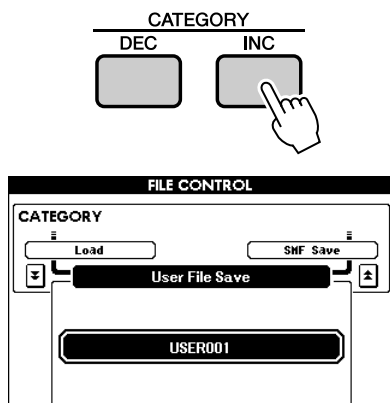 CATEGORY
DEC INC
FILE CONTROL
CATEGORY
Load SMF Save
User File Save
USER001